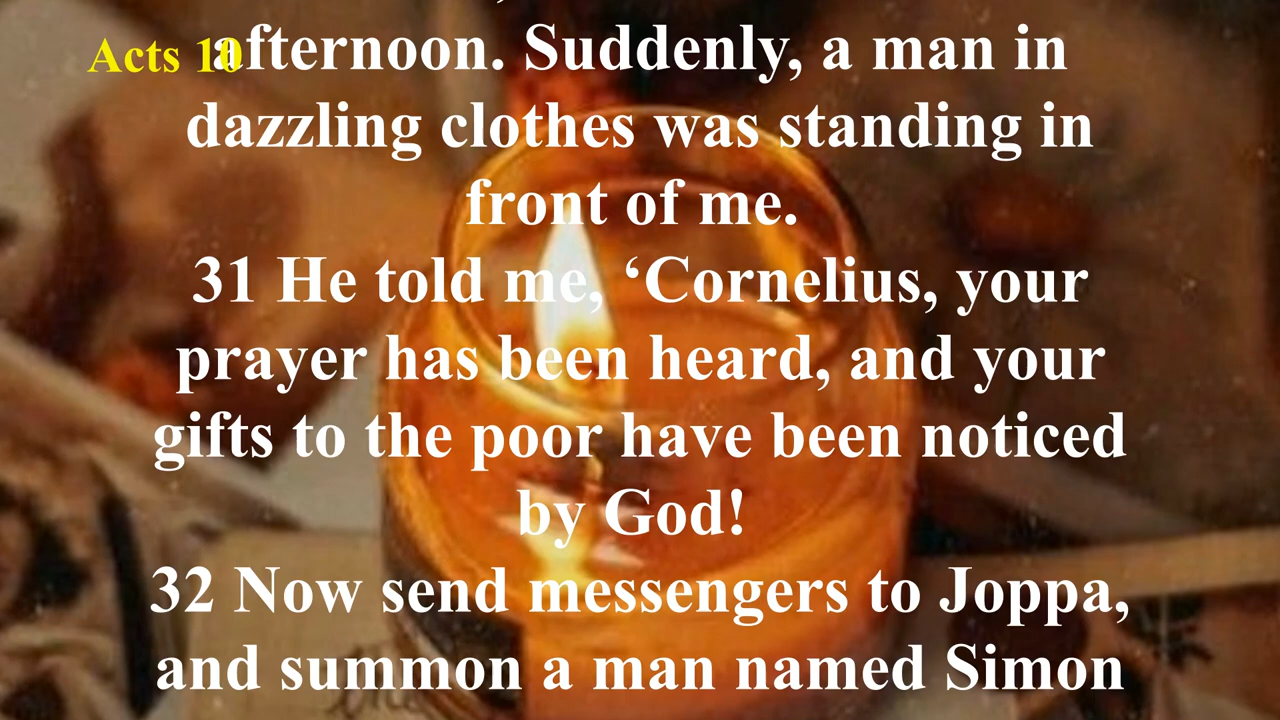 Acts 10
afternoon. Suddenly, a man in
dazzling clothes was standing in
front of me.
31 He told me, ‘Cornelius, your
prayer has been heard, and your
gifts to the poor have been noticed
by God!
32 Now send messengers to Joppa,
and summon a man named Simon